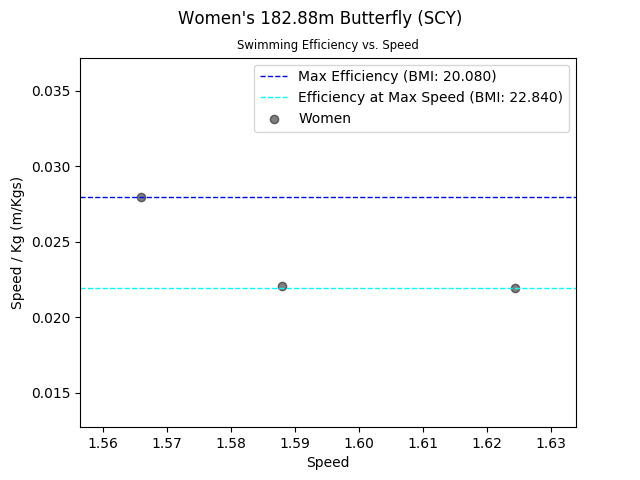 Women's 182.88m Butterfly (SCY)
Swimming Efficiency vs. Speed
Max Efficiency (BMI: 20.080)
Efficiency at Max Speed (BMI: 22.840)
Women
Speed / Kg (m/Kgs)
0.035
0.030
0.025
0.020
0.015
1.56 1.57 1.58 1.59 1.60 1.61 1.62 1.63
Speed